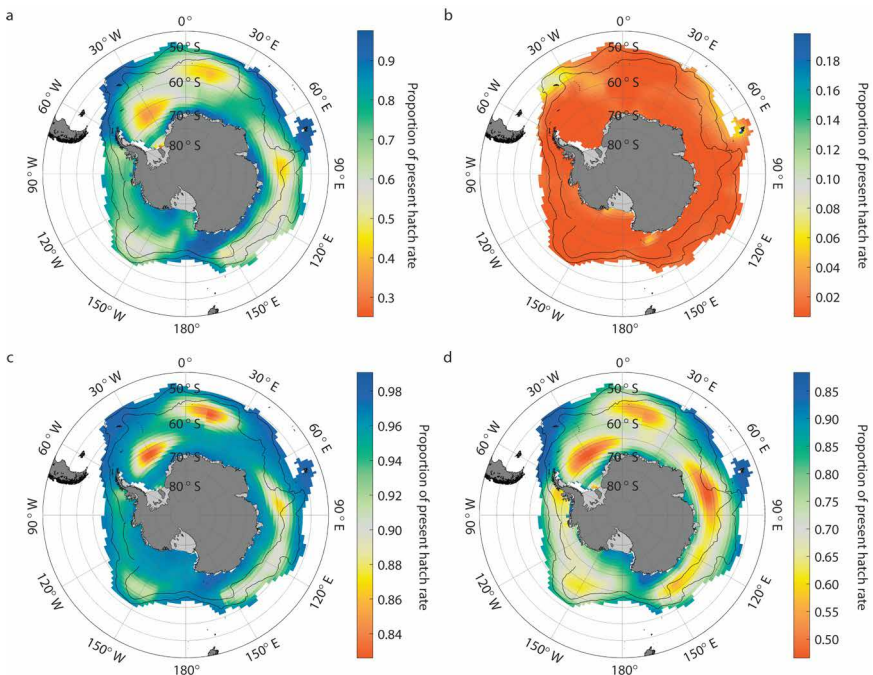 a
0°
30° E
60° E
90° E
120° E
150° E
180°
150° W
120° W
90° W
60° W
30° W
50° S
60° S
70° S
80° S
0.9
0.8
0.7
0.6
0.5
0.4
0.3
Proportion of present hatch rate
b
0°
30° E
60° E
90° E
120° E
150° E
180°
150° W
120° W
90° W
60° W
30° W
50° S
60° S
70° S
80° S
0.18
0.16
0.14
0.12
0.10
0.08
0.06
0.04
0.02
Proportion of present hatch rate
c
0°
30° E
60° E
90° E
120° E
150° E
180°
150° W
120° W
90° W
60° W
30° W
50° S
60° S
70° S
80° S
0.98
0.96
0.94
0.92
0.90
0.88
0.86
0.84
Proportion of present hatch rate
d
0°
30° E
60° E
90° E
120° E
150° E
180°
150° W
120° W
90° W
60° W
30° W
50° S
60° S
70° S
80° S
0.85
0.80
0.75
0.70
0.65
0.60
0.55
0.50
Proportion of present hatch rate